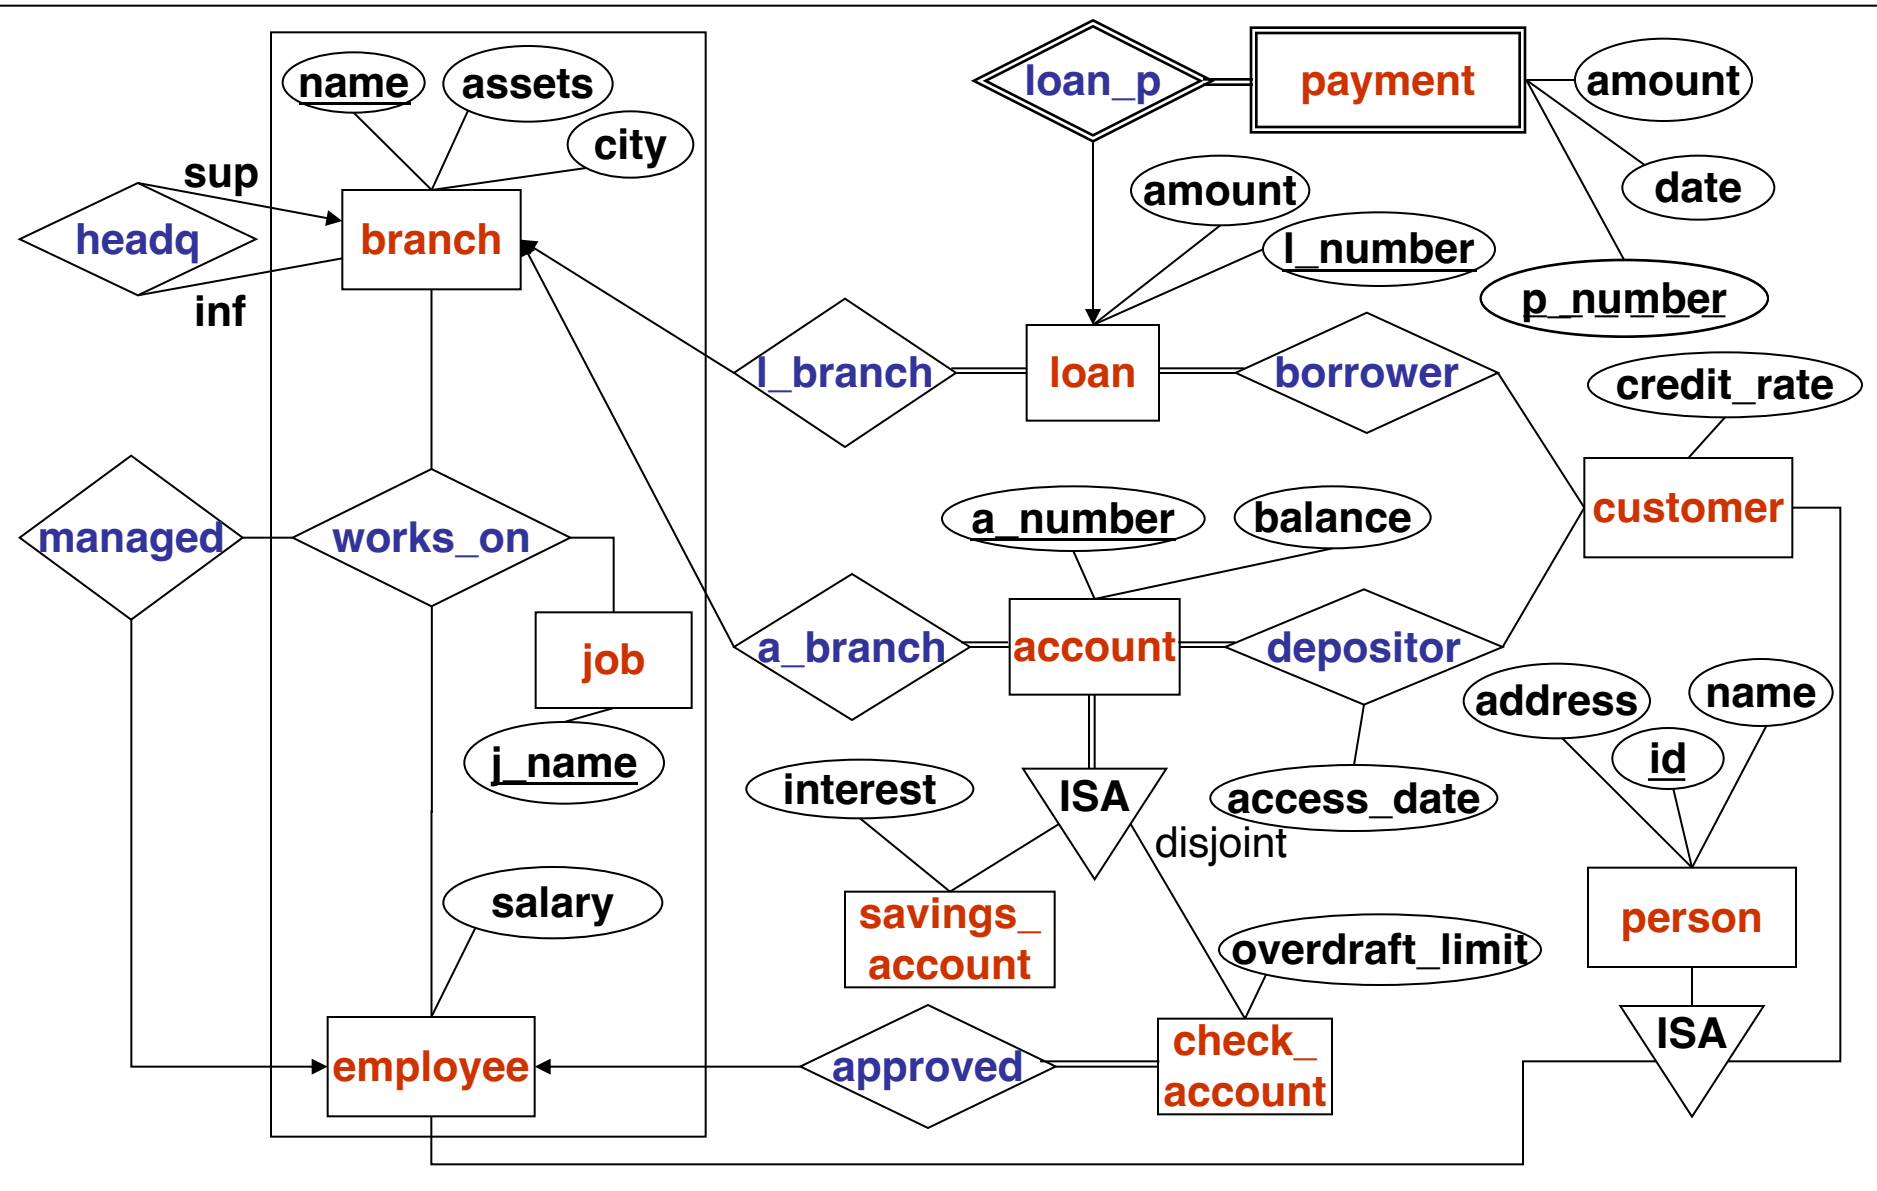 name
assets
city
sup
headq
branch
inf
loan_p
payment
amount
date
amount
l_number
p_number
l_branch
loan
borrower
credit_rate
customer
managed
works_on
a_number
balance
job
a_branch
account
depositor
j_name
address
name
id
interest
ISA
access_date
disjoint
salary
savings_
account
overdraft_limit
person
employee
approved
check_
account
ISA